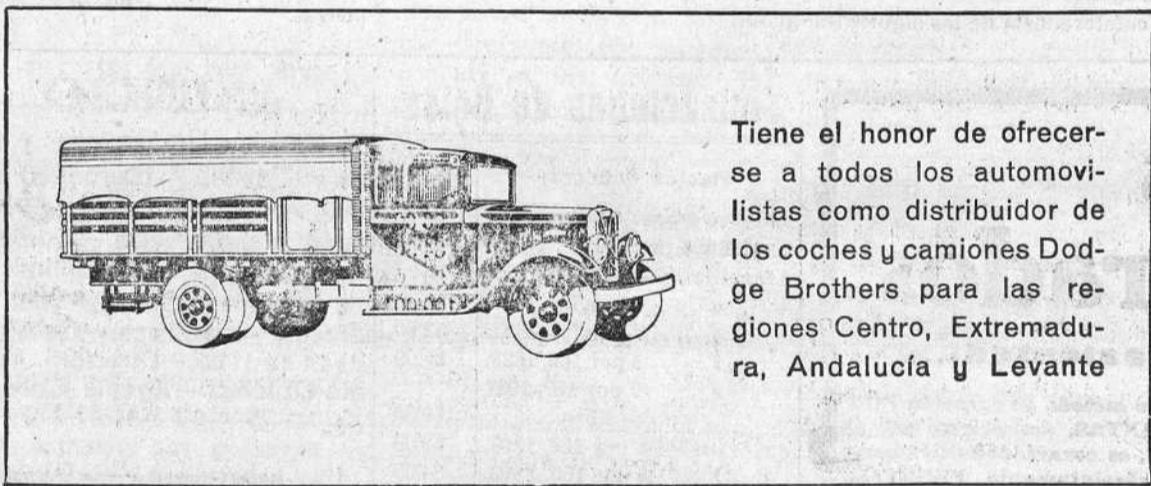 Tiene el honor de ofrecer-
se a todos los automovi-
listas como distribuidor de
los coches y camiones Dod-
ge Brothers para las re-
giones Centro, Extremadu-
ra, Andalucía y Levante